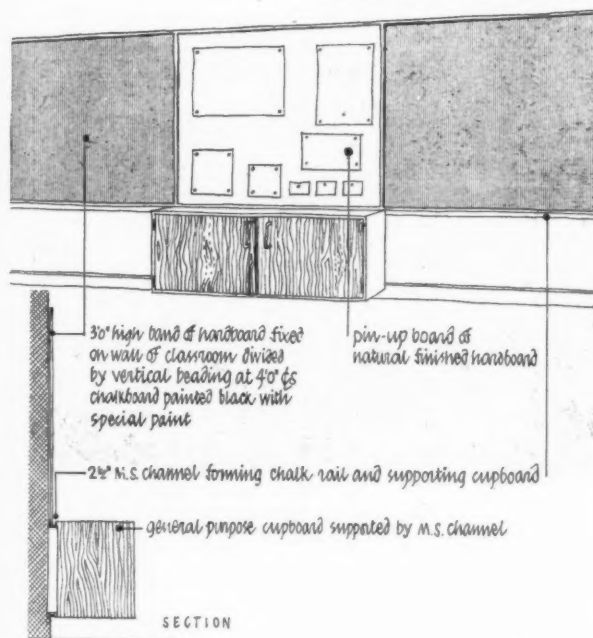 3'0" high band of hardboard fixed
on wall of classroom divided
by vertical beading at 4'0" ¢s
chalkboard painted black with
special paint
pin-up board of
natural finished hardboard
2½" M.S. channel forming chalk rail and supporting cupboard
general purpose cupboard supported by M.S. channel
SECTION